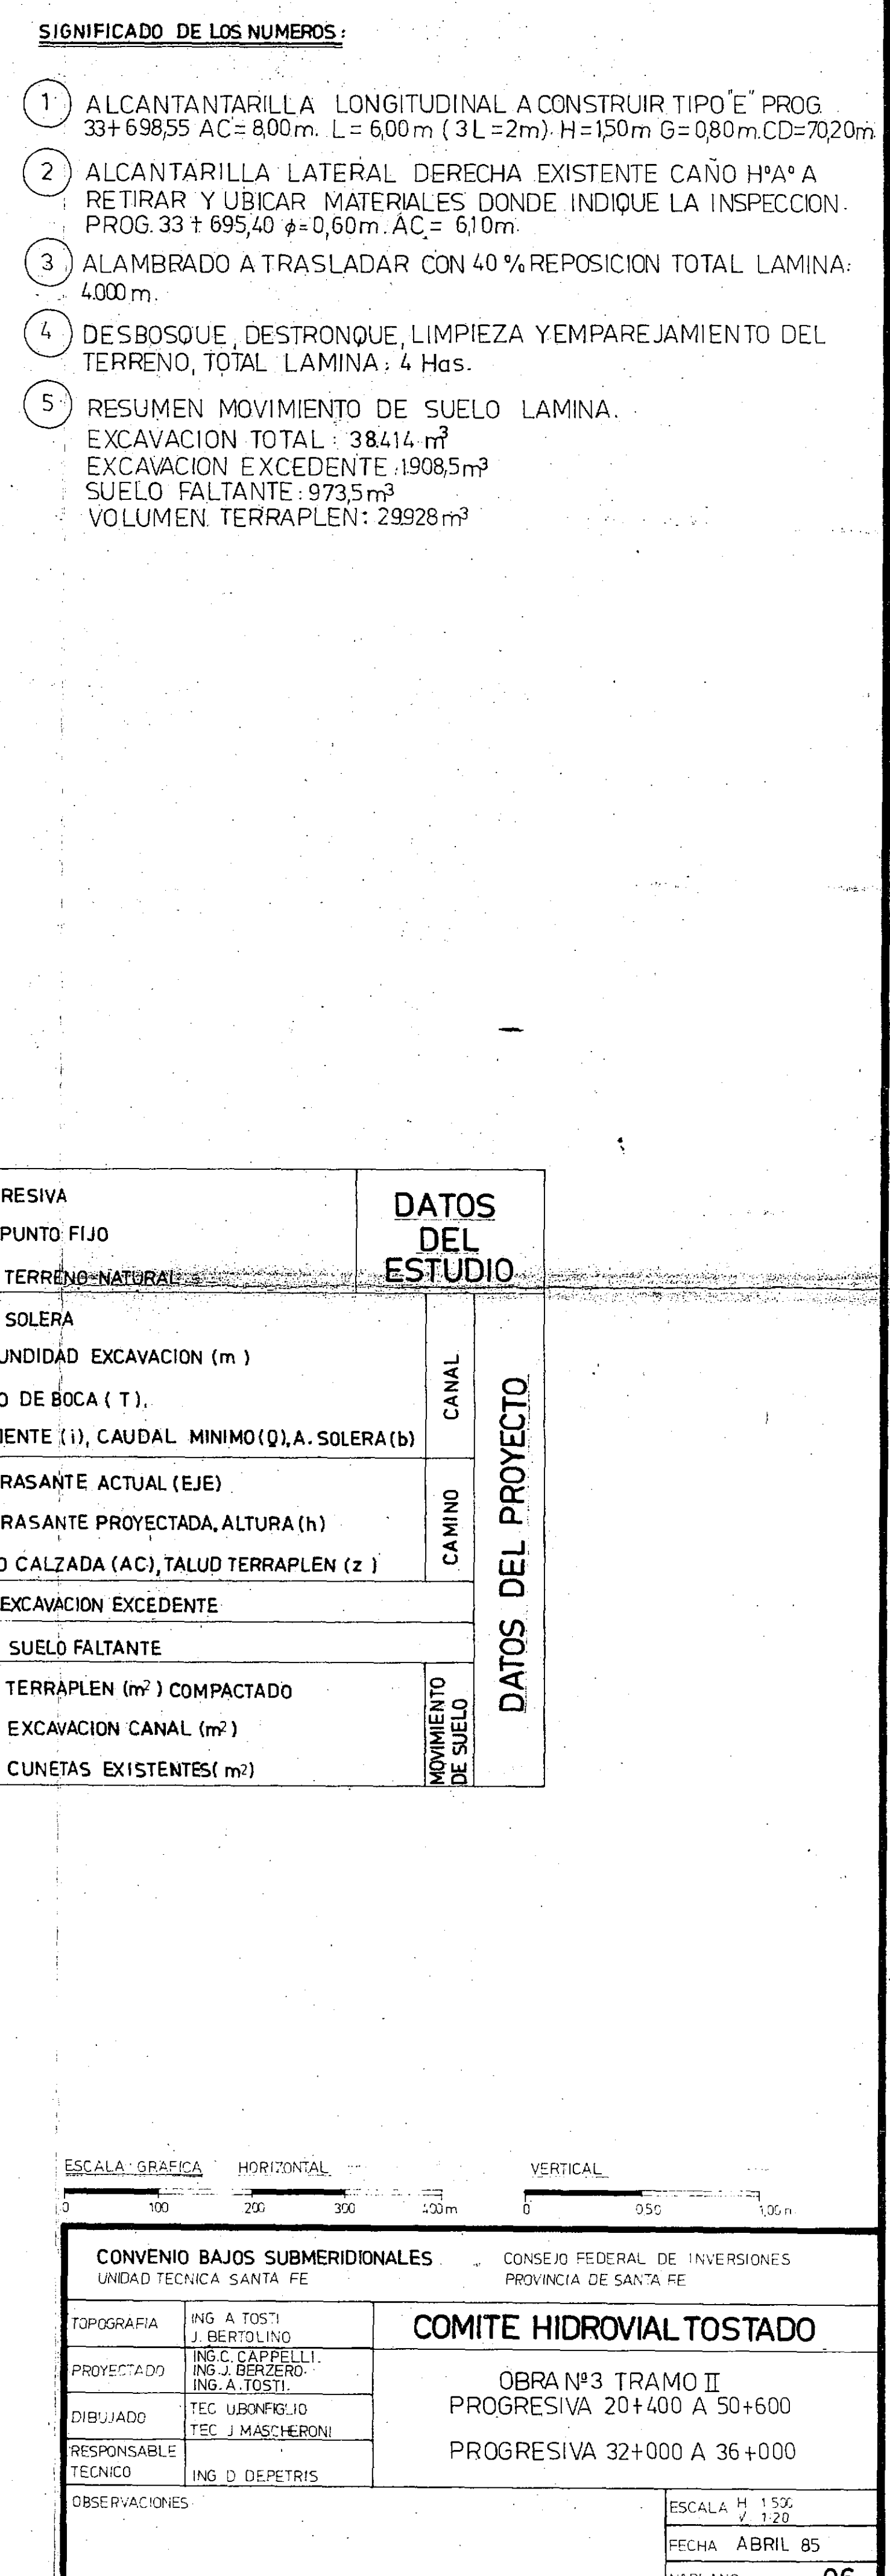 SIGNIFICADO DE LOS NUMEROS:
1 ALCANTANTARILLA LONGITUDINAL A CONSTRUIR TIPO "E" PROG.
33+698,55 AC= 8,00m. L= 6,00m (3L=2m). H=1,50m G=0,80m.CD=70,20m.
2 ALCANTARILLA LATERAL DERECHA EXISTENTE CAÑO HºAº A
RETIRAR Y UBICAR MATERIALES DONDE INDIQUE LA INSPECCION.
PROG. 33+695,40 ϕ=0,60m. AC.= 6,10m.
3 ALAMBRADO A TRASLADAR CON 40% REPOSICION TOTAL LAMINA:
4.000 m.
4 DESBOSQUE, DESTRONQUE, LIMPIEZA Y EMPAREJAMIENTO DEL
TERRENO, TOTAL LAMINA: 4 Has.
5 RESUMEN MOVIMIENTO DE SUELO LAMINA.
EXCAVACION TOTAL: 38.414 m³
EXCAVACION EXCEDENTE: 1.908,5 m³
SUELO FALTANTE: 973,5 m³
VOLUMEN TERRAPLEN: 29.928 m³
RESIVA
PUNTO FIJO
TERRENO NATURAL
DATOS
DEL
ESTUDIO
SOLERA
UNDIDAD EXCAVACION (m)
O DE BOCA (T),
IENTE (i), CAUDAL MINIMO (Q), A. SOLERA (b)
CANAL
RASANTE ACTUAL (EJE)
RASANTE PROYECTADA, ALTURA (h)
O CALZADA (AC), TALUD TERRAPLEN (z)
CAMINO
EXCAVACION EXCEDENTE
SUELO FALTANTE
TERRAPLEN (m²) COMPACTADO
EXCAVACION CANAL (m²)
CUNETAS EXISTENTES (m²)
MOVIMIENTO
DE SUELO
DATOS DEL PROYECTO
ESCALA GRAFICA HORIZONTAL VERTICAL
0 100 200 300 400m 0 0.50 1,00 m
CONVENIO BAJOS SUBMERIDIONALES
UNIDAD TECNICA SANTA FE
CONSEJO FEDERAL DE INVERSIONES
PROVINCIA DE SANTA FE
TOPOGRAFIA
ING A TOSTI
J. BERTOLINO
COMITE HIDROVIAL TOSTADO
PROYECTADO
ING.C. CAPPELLI.
ING.J. BERZERO.
ING. A.TOSTI.
OBRA Nº3 TRAMO II
PROGRESIVA 20+400 A 50+600
DIBUJADO
TEC U.BONFIGLIO
TEC J MASCHERONI
PROGRESIVA 32+000 A 36+000
RESPONSABLE
TECNICO
ING D DEPETRIS
OBSERVACIONES
ESCALA H 1:500
V. 1:20
FECHA ABRIL 85